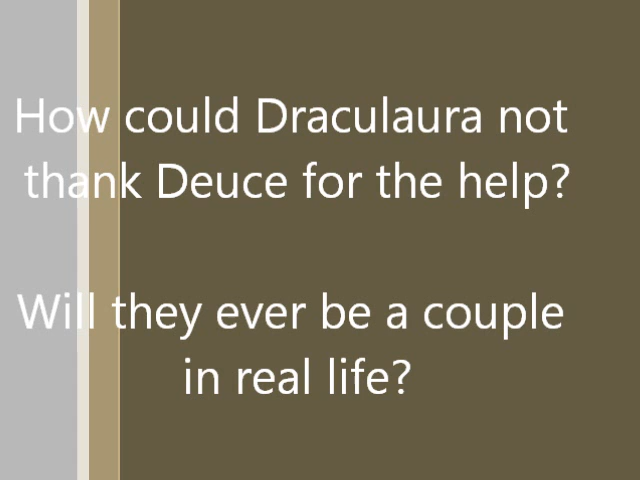 How could Draculaura not
thank Deuce for the help?
Will they ever be a couple
in real life?